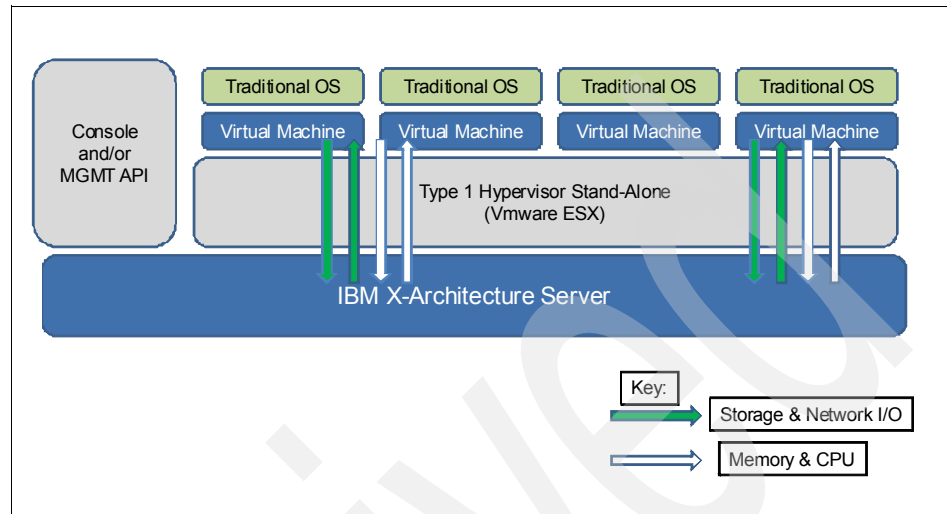 Console
and/or
MGMT API
Traditional OS
Traditional OS
Traditional OS
Traditional OS
Virtual Machine
Virtual Machine
Virtual Machine
Virtual Machine
Type 1 Hypervisor Stand-Alone
(Vmware ESX)
IBM X-Architecture Server
Key:
Storage & Network I/O
Memory & CPU